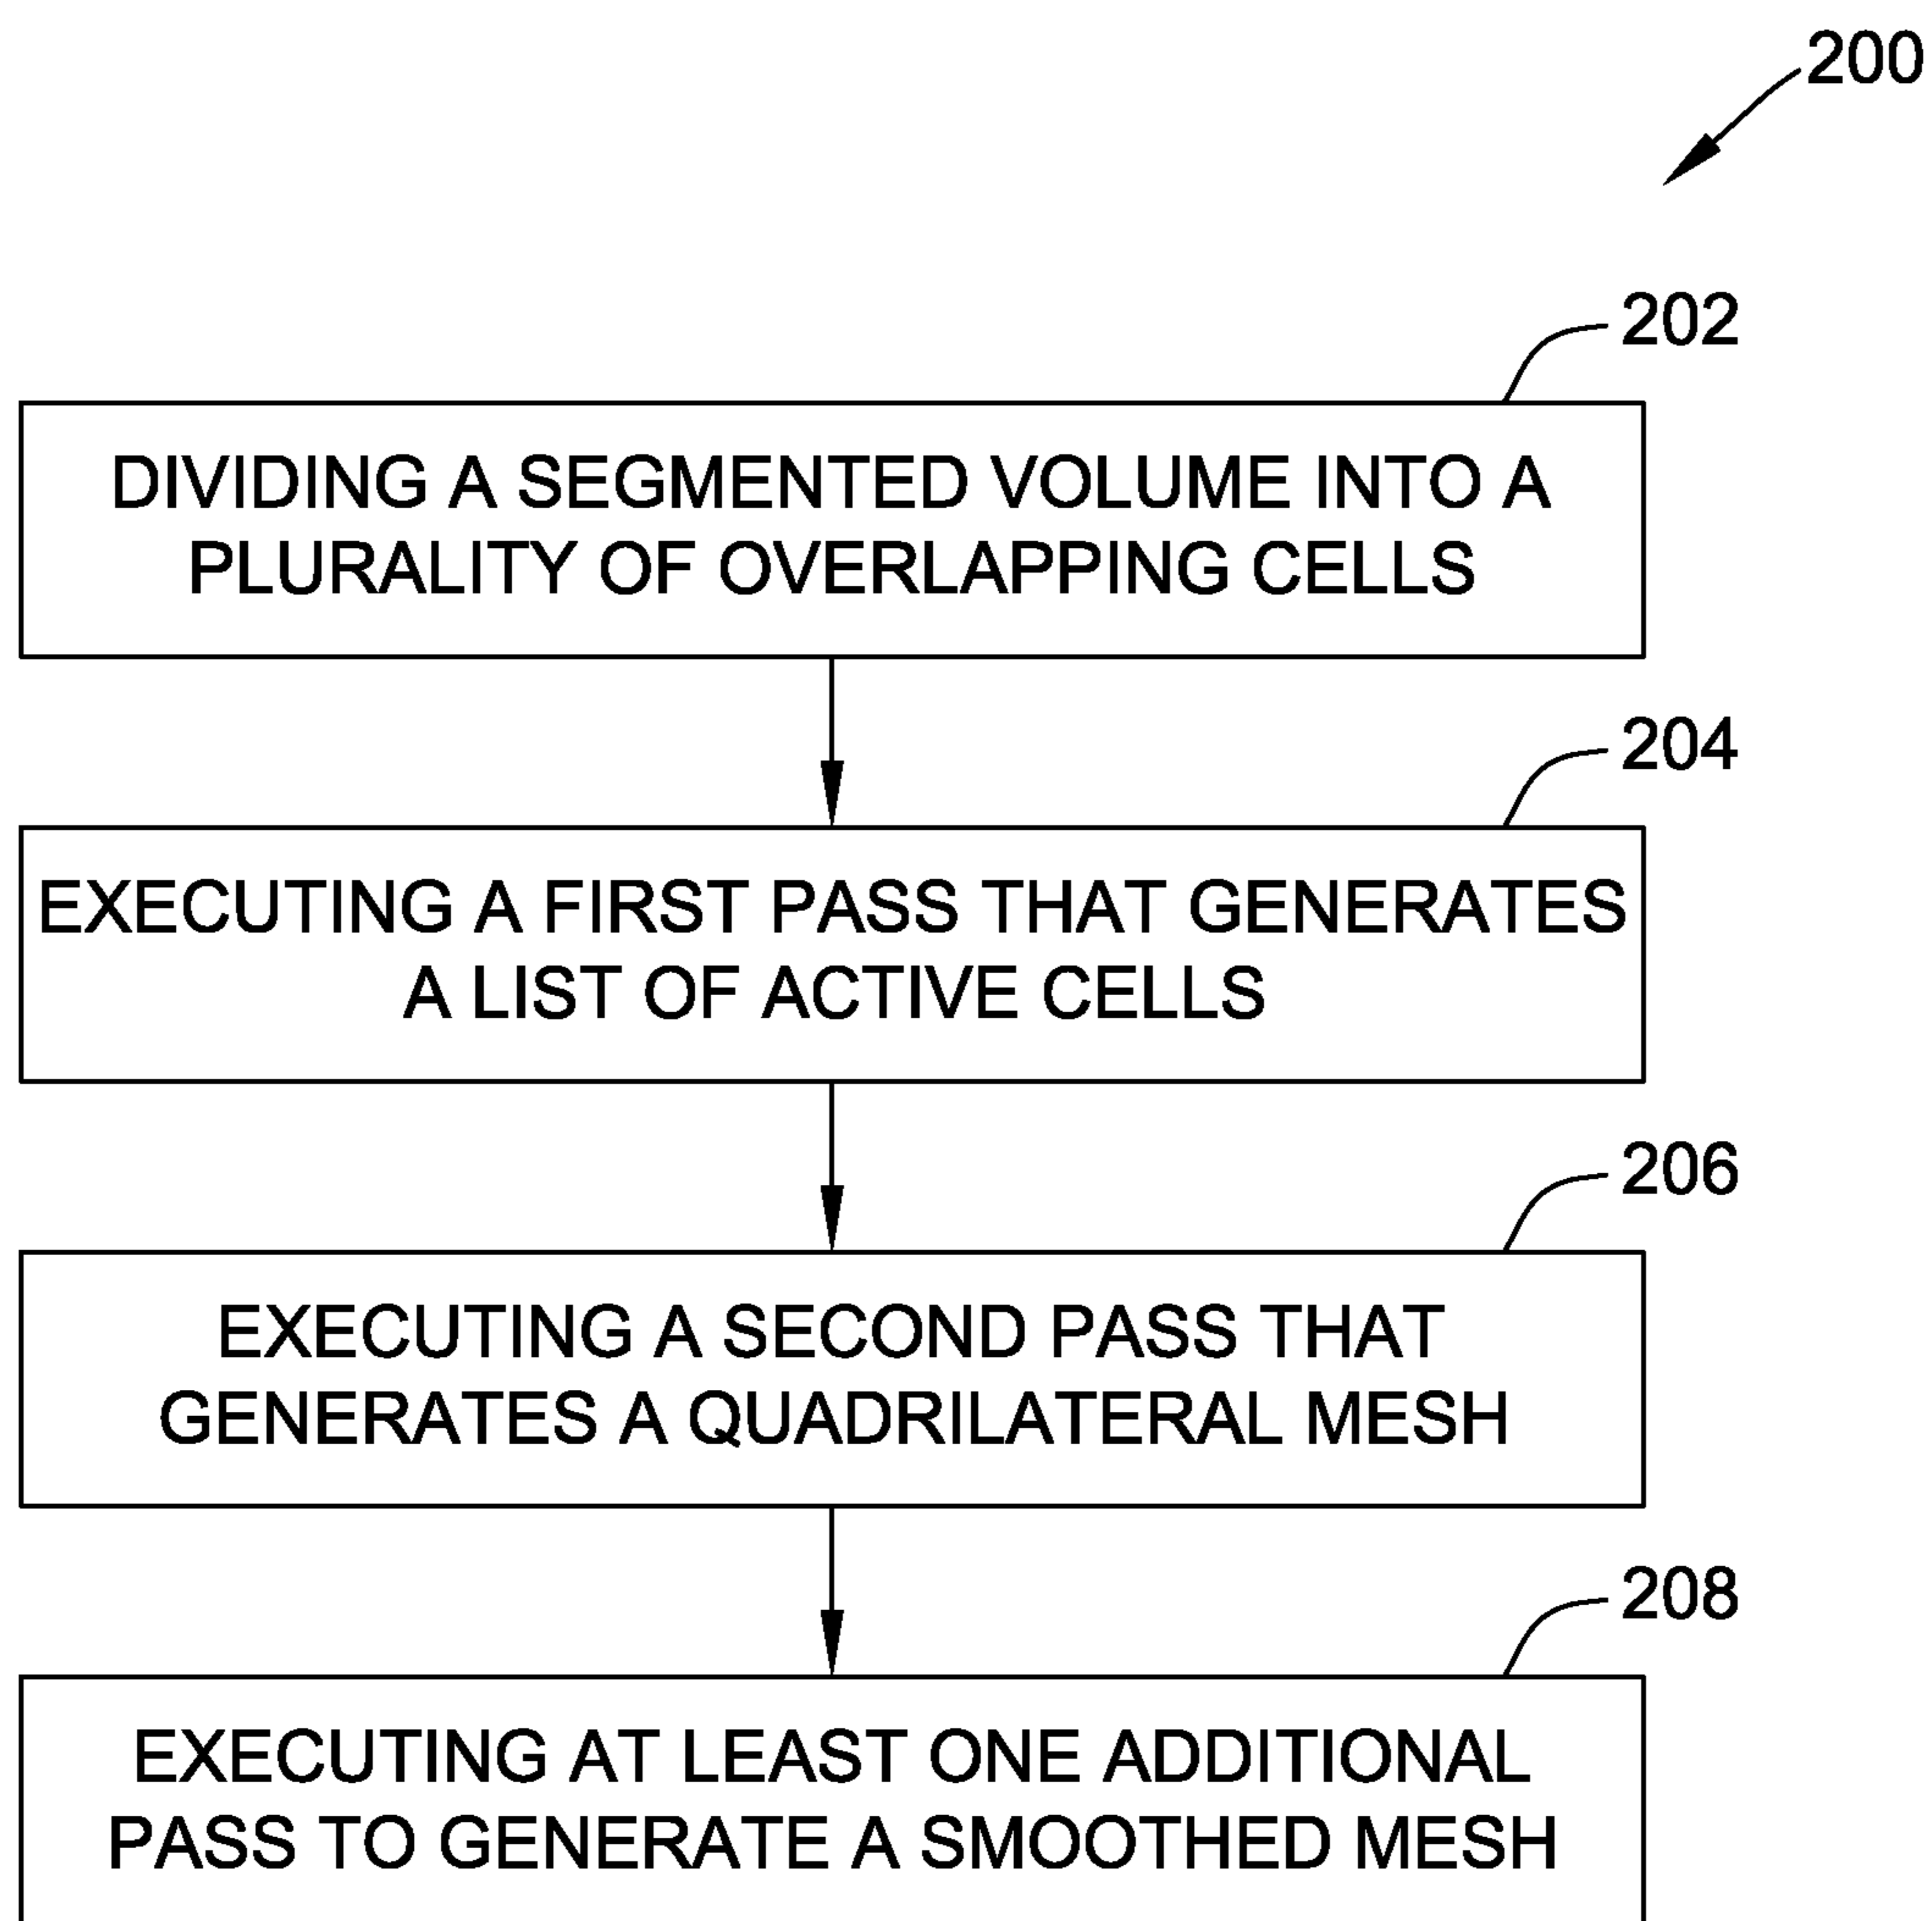 200
202
DIVIDING A SEGMENTED VOLUME INTO A
PLURALITY OF OVERLAPPING CELLS
204
EXECUTING A FIRST PASS THAT GENERATES
A LIST OF ACTIVE CELLS
206
EXECUTING A SECOND PASS THAT
GENERATES A QUADRILATERAL MESH
208
EXECUTING AT LEAST ONE ADDITIONAL
PASS TO GENERATE A SMOOTHED MESH